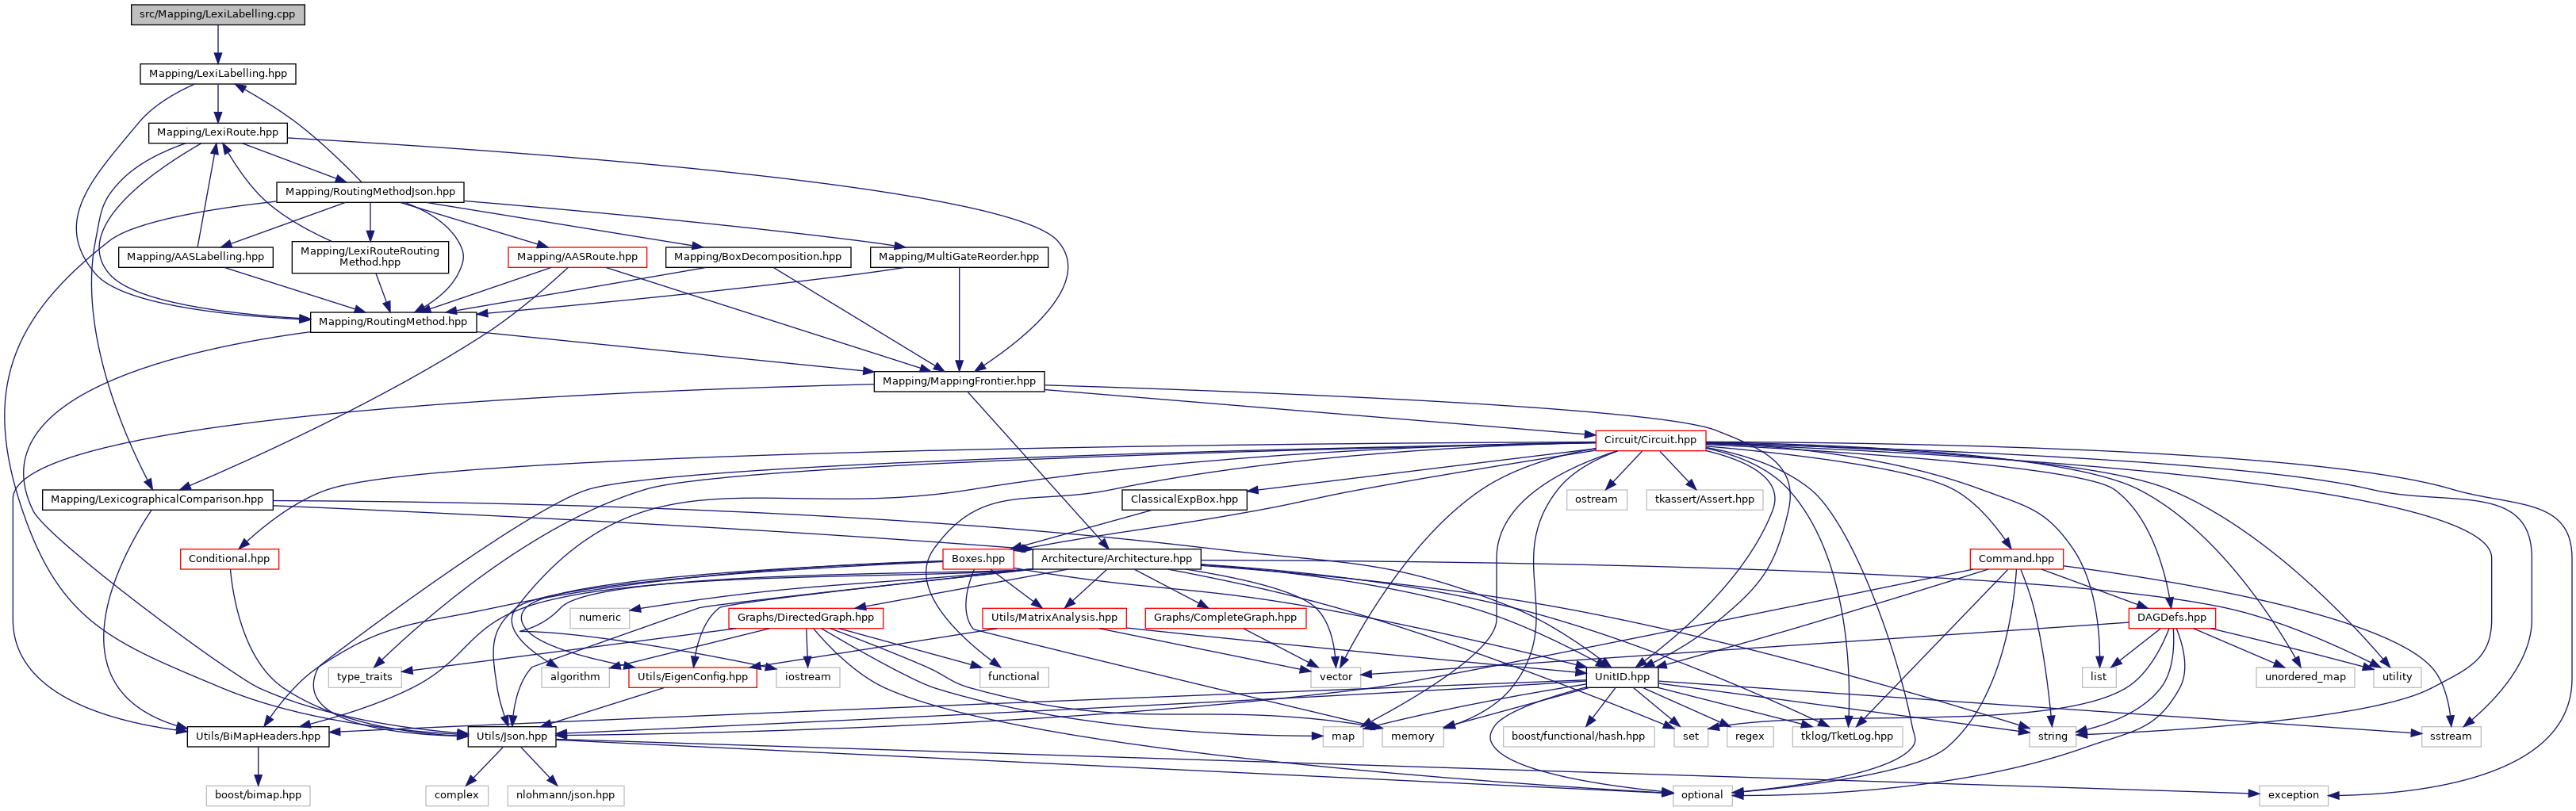 src/Mapping/LexiLabelling.cpp
Mapping/LexiLabelling.hpp
Mapping/LexiRoute.hpp
Mapping/RoutingMethodJson.hpp
Mapping/AASLabelling.hpp
Mapping/LexiRouteRouting
Method.hpp
Mapping/AASRoute.hpp
Mapping/BoxDecomposition.hpp
Mapping/MultiGateReorder.hpp
Mapping/RoutingMethod.hpp
Mapping/MappingFrontier.hpp
Circuit/Circuit.hpp
Mapping/LexicographicalComparison.hpp
ClassicalExpBox.hpp
ostream
tkassert/Assert.hpp
Conditional.hpp
Boxes.hpp
Architecture/Architecture.hpp
Command.hpp
numeric
Graphs/DirectedGraph.hpp
Utils/MatrixAnalysis.hpp
Graphs/CompleteGraph.hpp
DAGDefs.hpp
type_traits
algorithm
Utils/EigenConfig.hpp
iostream
functional
vector
UnitID.hpp
list
unordered_map
utility
Utils/BiMapHeaders.hpp
Utils/Json.hpp
map
memory
boost/functional/hash.hpp
set
regex
tklog/TketLog.hpp
string
sstream
boost/bimap.hpp
complex
nlohmann/json.hpp
optional
exception